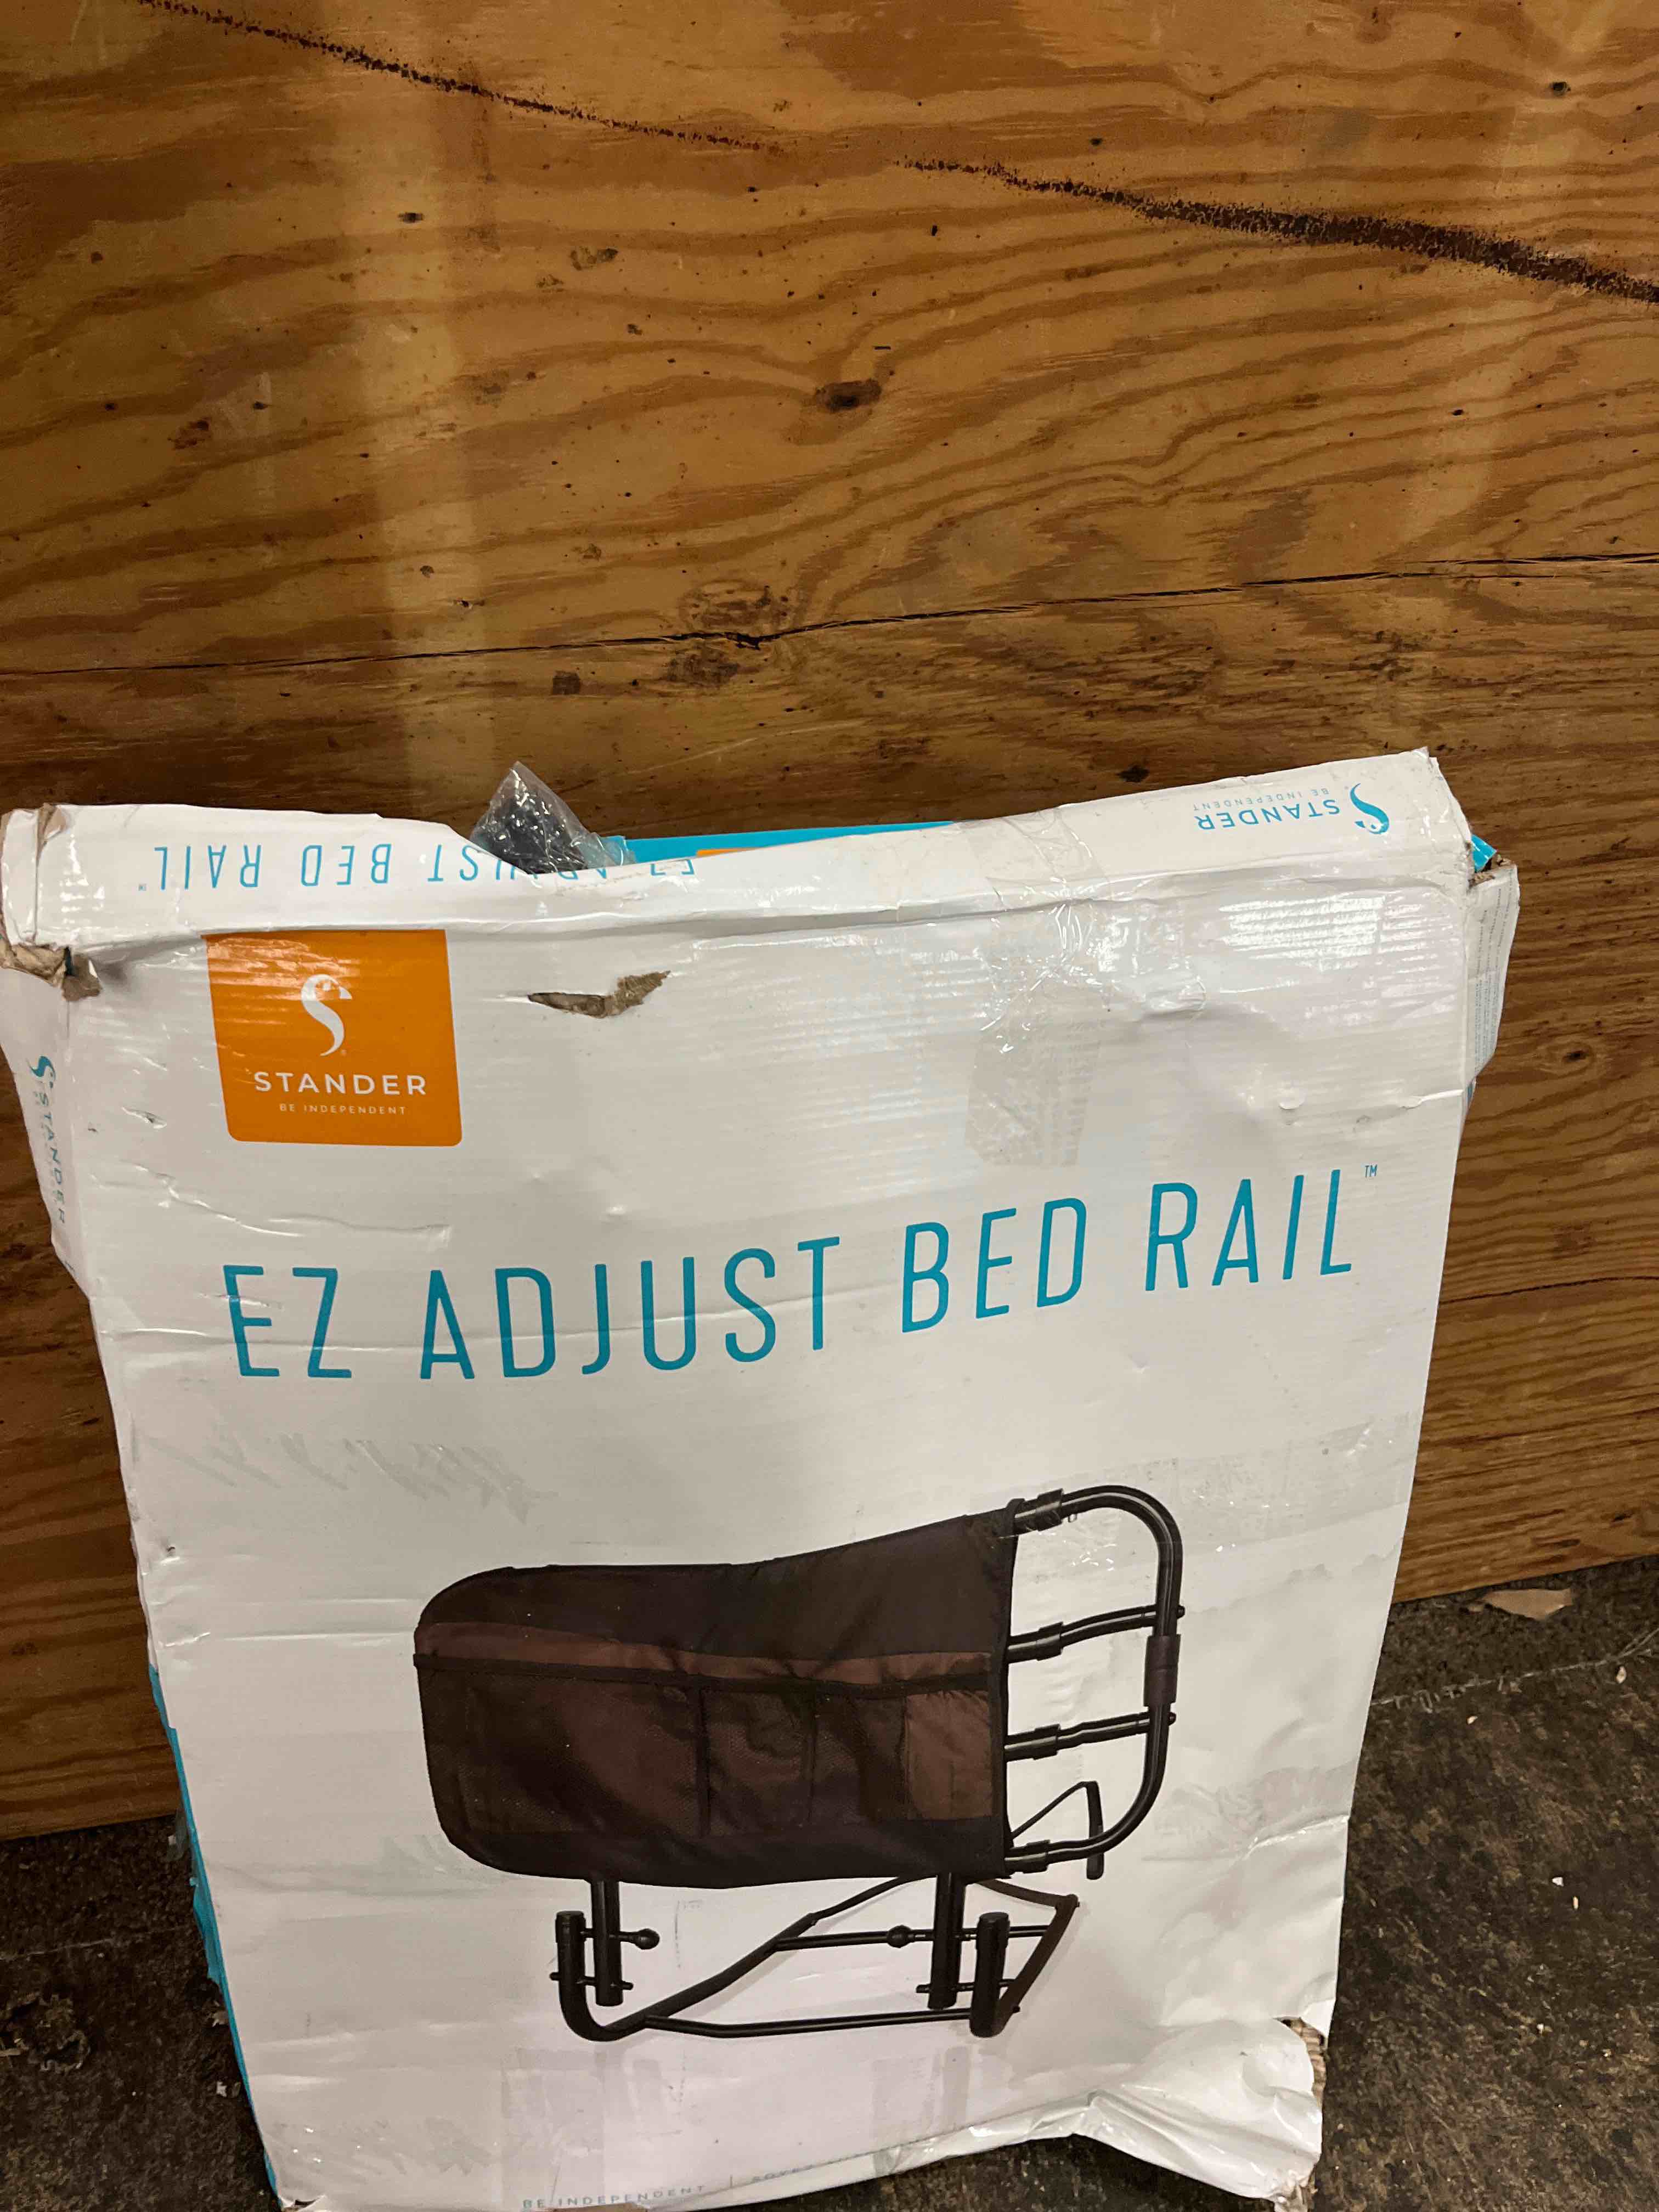 STANDER
BE INDEPENDENT
EZ ADJUST BED RAIL™
STANDER
BE INDEPENDENT
STANDER
EZ ADJUST BED RAIL™
BE INDEPENDENT